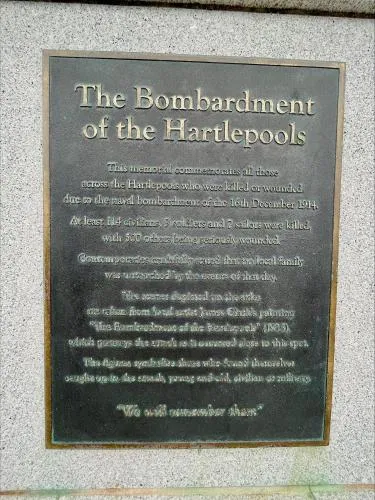 The Bombardment
of the Hartlepools
This memorial commemorates all those
across the Hartlepools who were killed or wounded
due to the naval bombardment of the 16th December 1914.
At least 114 civilians, 9 soldiers and 7 sailors were killed,
with 500 others being seriously wounded.
Contemporaries said that no local family
was untouched by the events of that day.
The scenes depicted on the sides
are taken from local artist James Clark's painting
"The Bombardment of the Hartlepools" (1915),
which portrays the attack as it occurred close to this spot.
The figures symbolise those who found themselves
caught up in the attack, young and old, civilian or military.
"We will remember them"